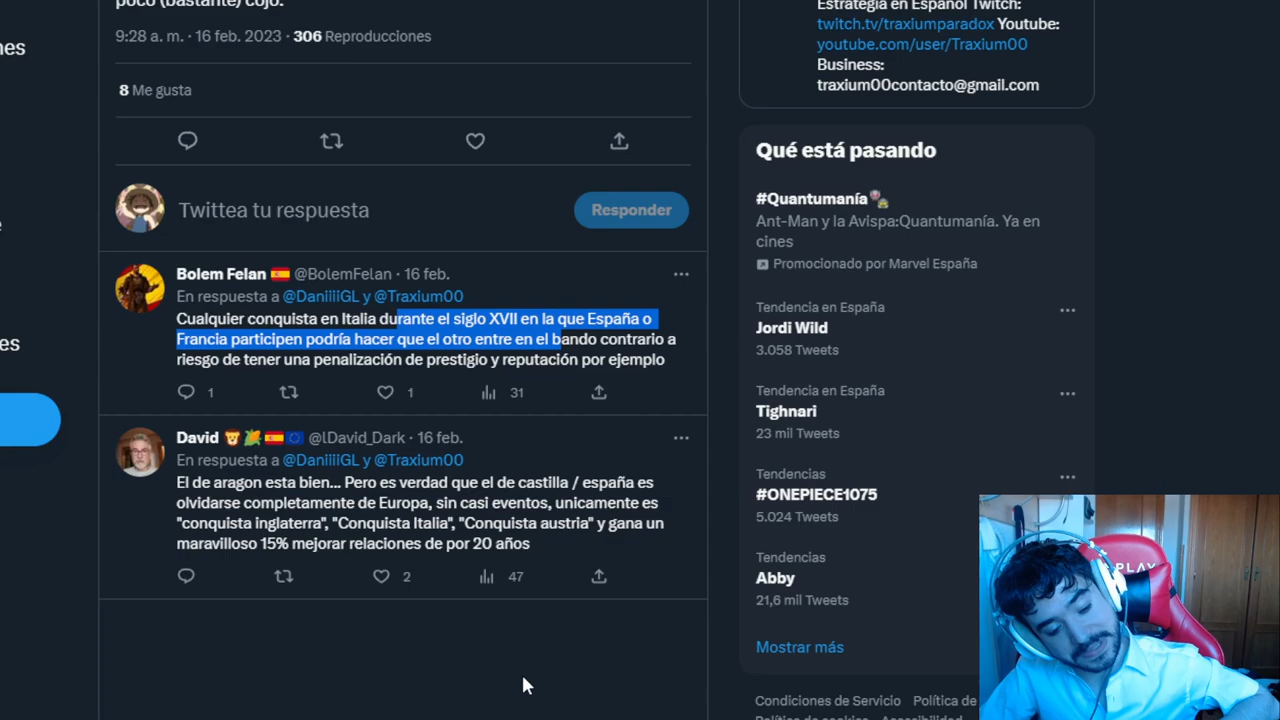 poco (bastante) cojo.
9:28 a. m. · 16 feb. 2023 · 306 Reproducciones
8 Me gusta
Twittea tu respuesta
Responder
Bolem Felan 🇪🇸 @BolemFelan · 16 feb.
En respuesta a @DaniiiiGL y @Traxium00
Cualquier conquista en Italia durante el siglo XVII en la que España o
Francia participen podría hacer que el otro entre en el bando contrario a
riesgo de tener una penalización de prestigio y reputación por ejemplo
1
1
31
David 🦁🌽🇪🇸🇪🇺 @lDavid_Dark · 16 feb.
En respuesta a @DaniiiiGL y @Traxium00
El de aragon esta bien... Pero es verdad que el de castilla / españa es
olvidarse completamente de Europa, sin casi eventos, unicamente es
"conquista inglaterra", "Conquista Italia", "Conquista austria" y gana un
maravilloso 15% mejorar relaciones de por 20 años
2
47
nes
es
Estrategia en Español Twitch:
twitch.tv/traxiumparadox Youtube:
youtube.com/user/Traxium00
Business:
traxium00contacto@gmail.com
Qué está pasando
#Quantumanía
Ant-Man y la Avispa:Quantumanía. Ya en
cines
Promocionado por Marvel España
Tendencia en España
Jordi Wild
3.058 Tweets
Tendencia en España
Tighnari
23 mil Tweets
Tendencias
#ONEPIECE1075
5.024 Tweets
Tendencias
Abby
21,6 mil Tweets
Mostrar más
Condiciones de Servicio Política de
Política de cookies Accesibilidad
PLAY